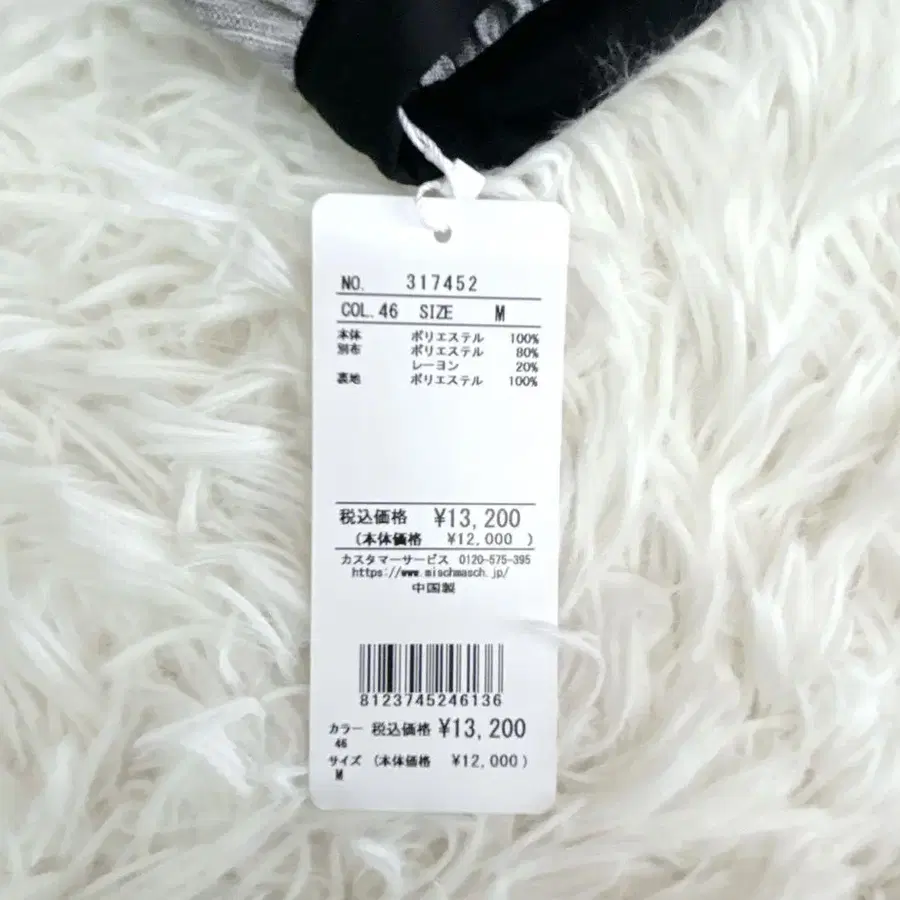 NO. 317452
COL.46 SIZE M
本体 ポリエステル 100%
別布 ポリエステル 80%
レーヨン 20%
裏地 ポリエステル 100%
税込価格 ¥13,200
(本体価格 ¥12,000 )
カスタマーサービス 0120-575-395
https://www.mischmasch.jp/
中国製
8123745246136
カラー 税込価格 ¥13,200
46
サイズ (本体価格 ¥12,000)
M